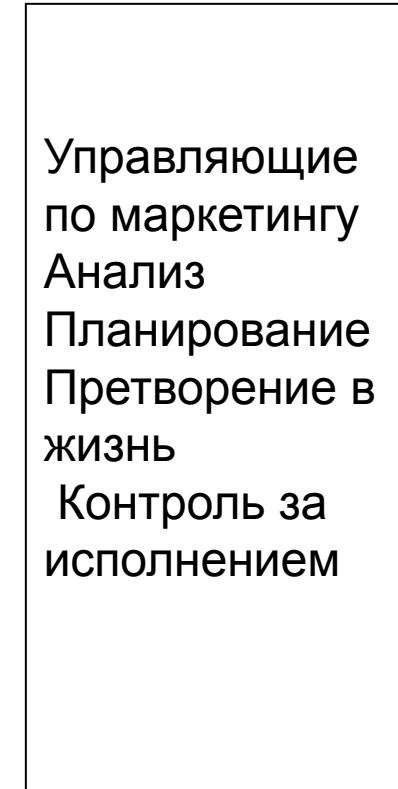 Управляющие
по маркетингу
Анализ
Планирование
Претворение в
жизнь
Контроль за
исполнением